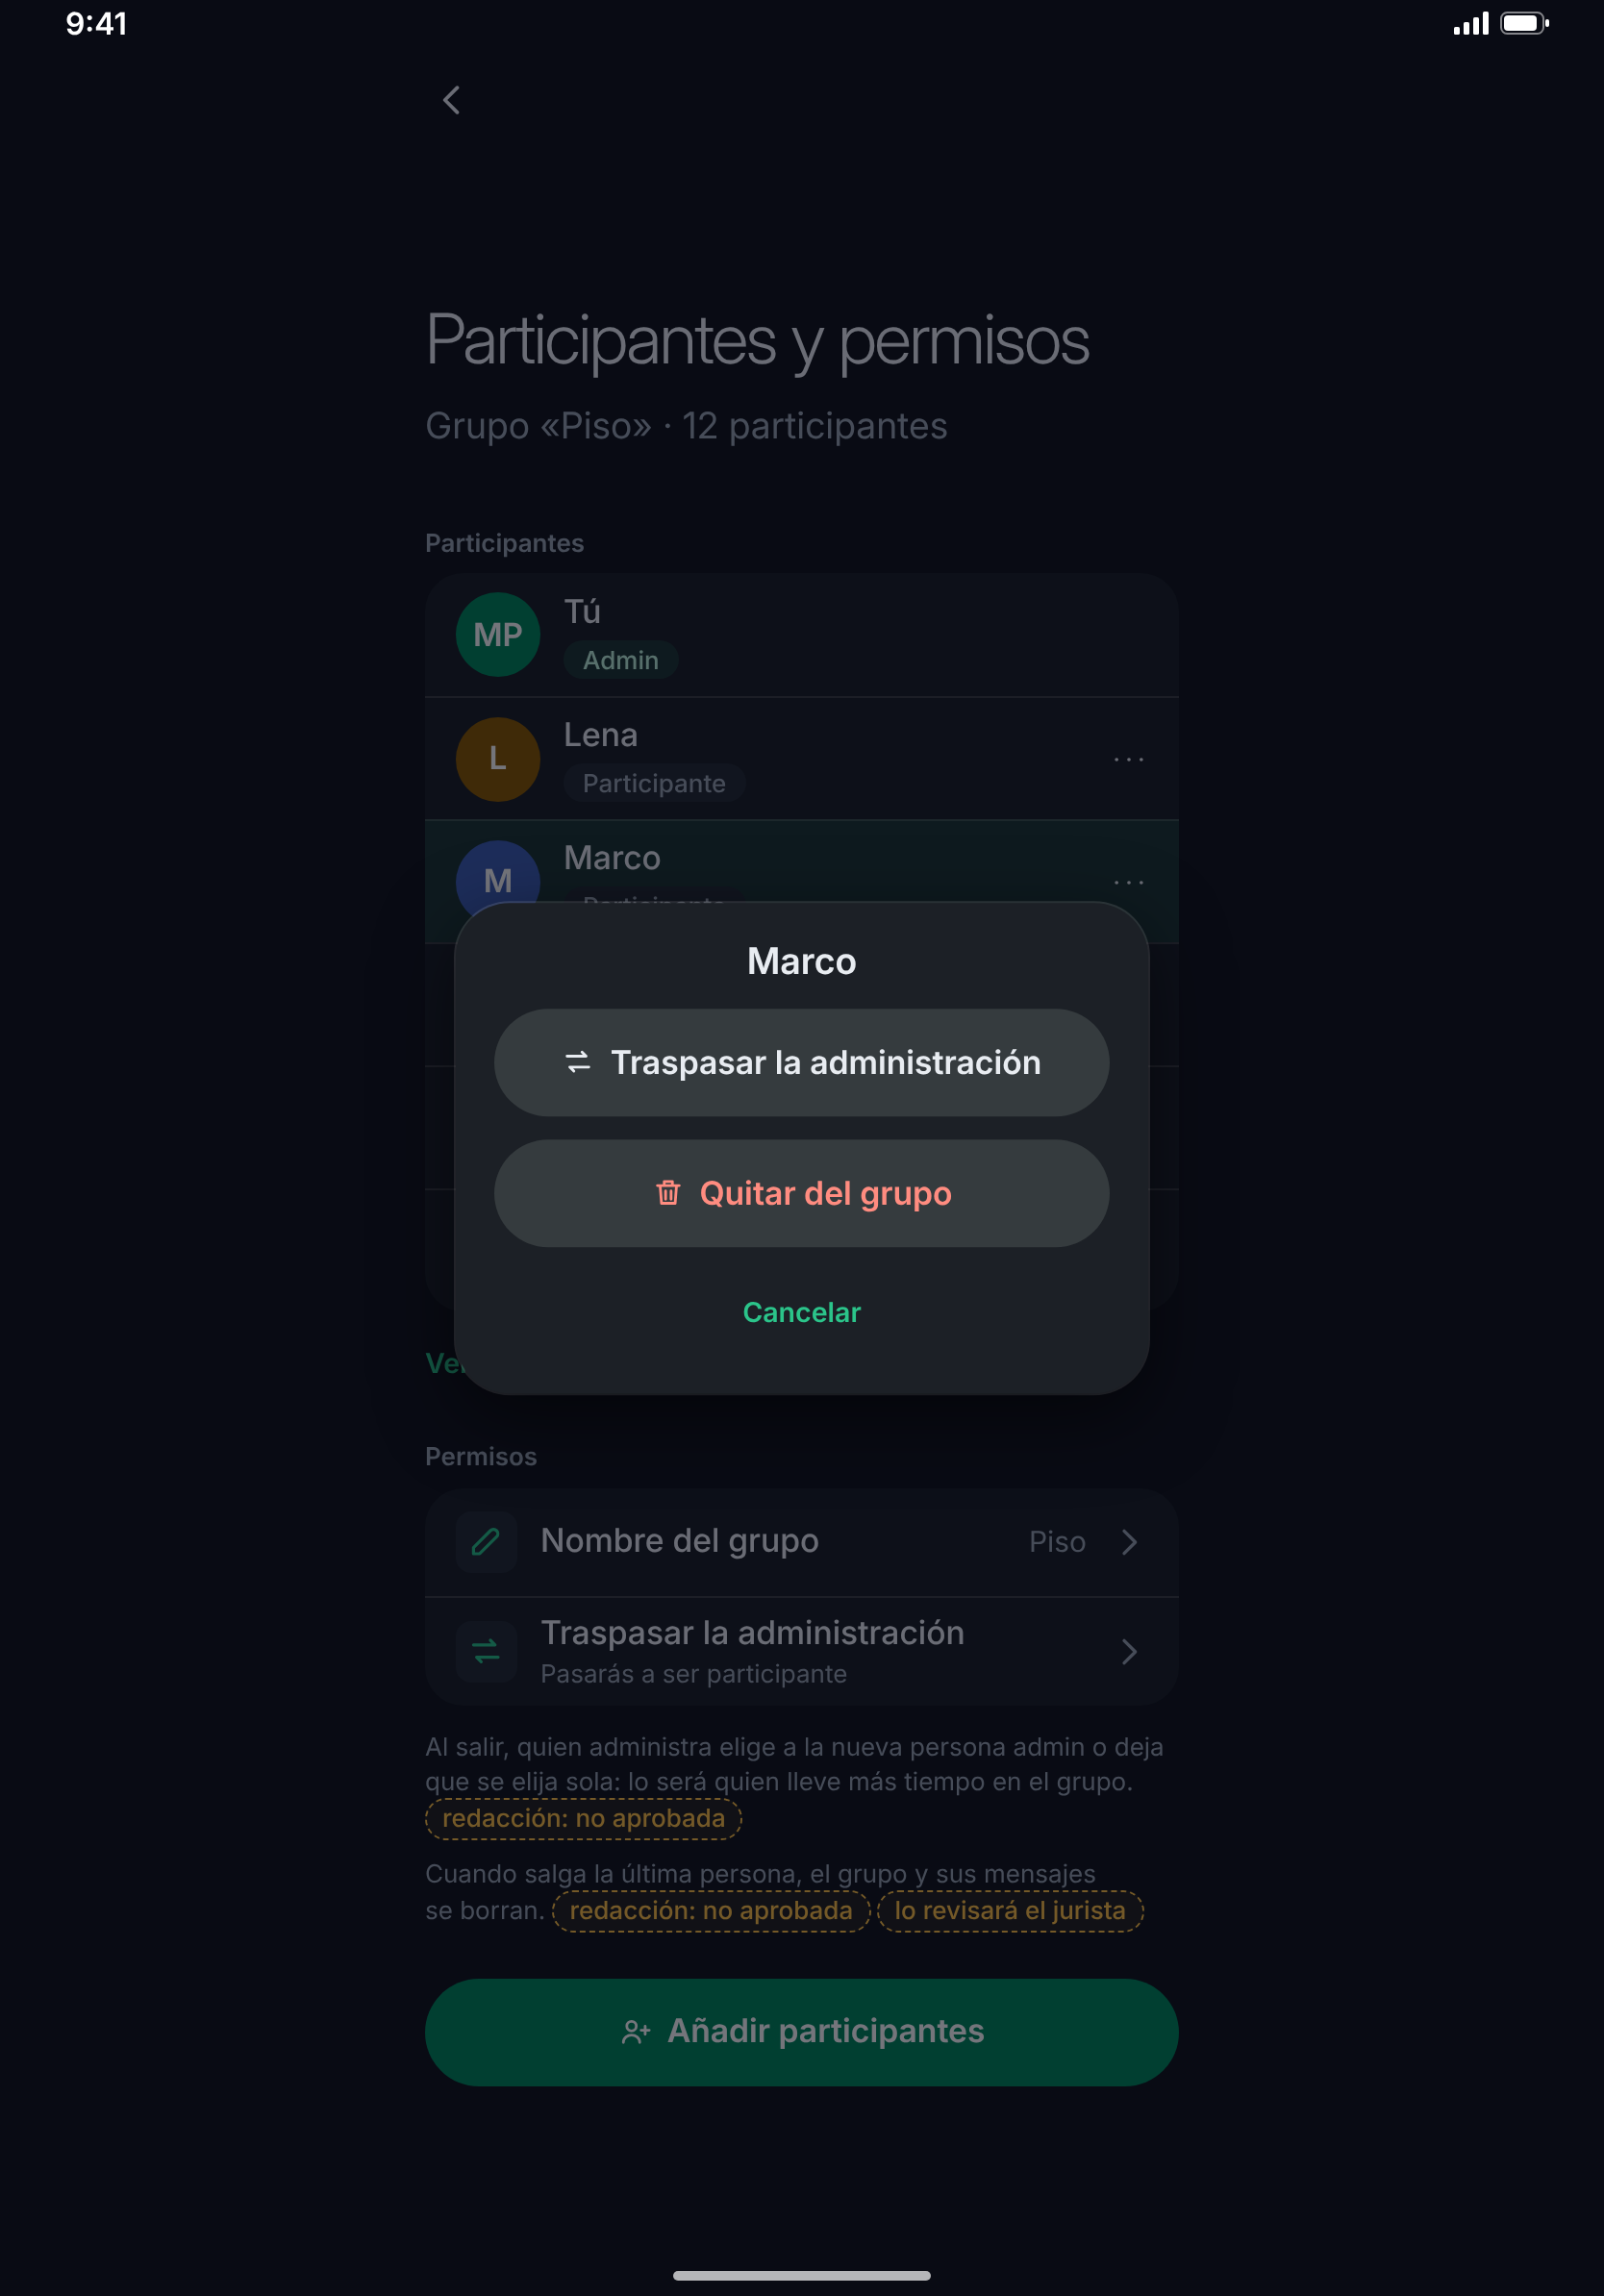 9:41
Participantes y permisos
Grupo «Piso» · 12 participantes
Participantes
MP
Tú
Admin
L
Lena
Participante
···
M
Marco
···
Marco
Traspasar la administración
Quitar del grupo
Cancelar
Permisos
Nombre del grupo
Piso
Traspasar la administración
Pasarás a ser participante
Al salir, quien administra elige a la nueva persona admin o deja
que se elija sola: lo será quien lleve más tiempo en el grupo.
redacción: no aprobada
Cuando salga la última persona, el grupo y sus mensajes
se borran. redacción: no aprobada lo revisará el jurista
Añadir participantes